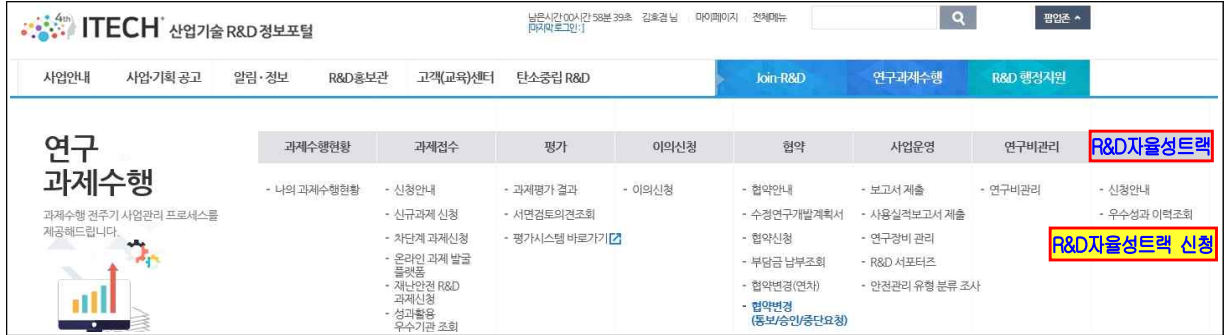 4th ITECH 산업기술 R&D 정보포털
남은시간 00시간 58분 39초 김호겸 님 마이페이지 전체메뉴 팝업존
[마지막로그인:]
사업안내 사업·기획 공고 알림·정보 R&D홍보관 고객(교육)센터 탄소중립 R&D Join-R&D 연구과제수행 R&D 행정지원
연구
과제수행
과제수행 전주기 사업관리 프로세스를
제공해드립니다.
과제수행현황 과제접수 평가 이의신청 협약 사업운영 연구비관리 R&D자율성트랙
- 나의 과제수행현황 - 신청안내 - 과제평가 결과 - 이의신청 - 협약안내 - 보고서 제출 - 연구비관리 - 신청안내
- 신규과제 신청 - 서면검토의견조회 - 수정연구개발계획서 - 사용실적보고서 제출 - 우수성과 이력조회
- 차단계 과제신청 - 평가시스템 바로가기 - 협약신청 - 연구장비 관리 R&D자율성트랙 신청
- 온라인 과제 발굴 - 부담금 납부조회 - R&D 서포터즈
플랫폼
- 재난안전 R&D - 협약변경(연차) - 안전관리 유형 분류 조사
과제신청
- 성과활용 - 협약변경
우수기관 조회 (통보/승인/중단요청)